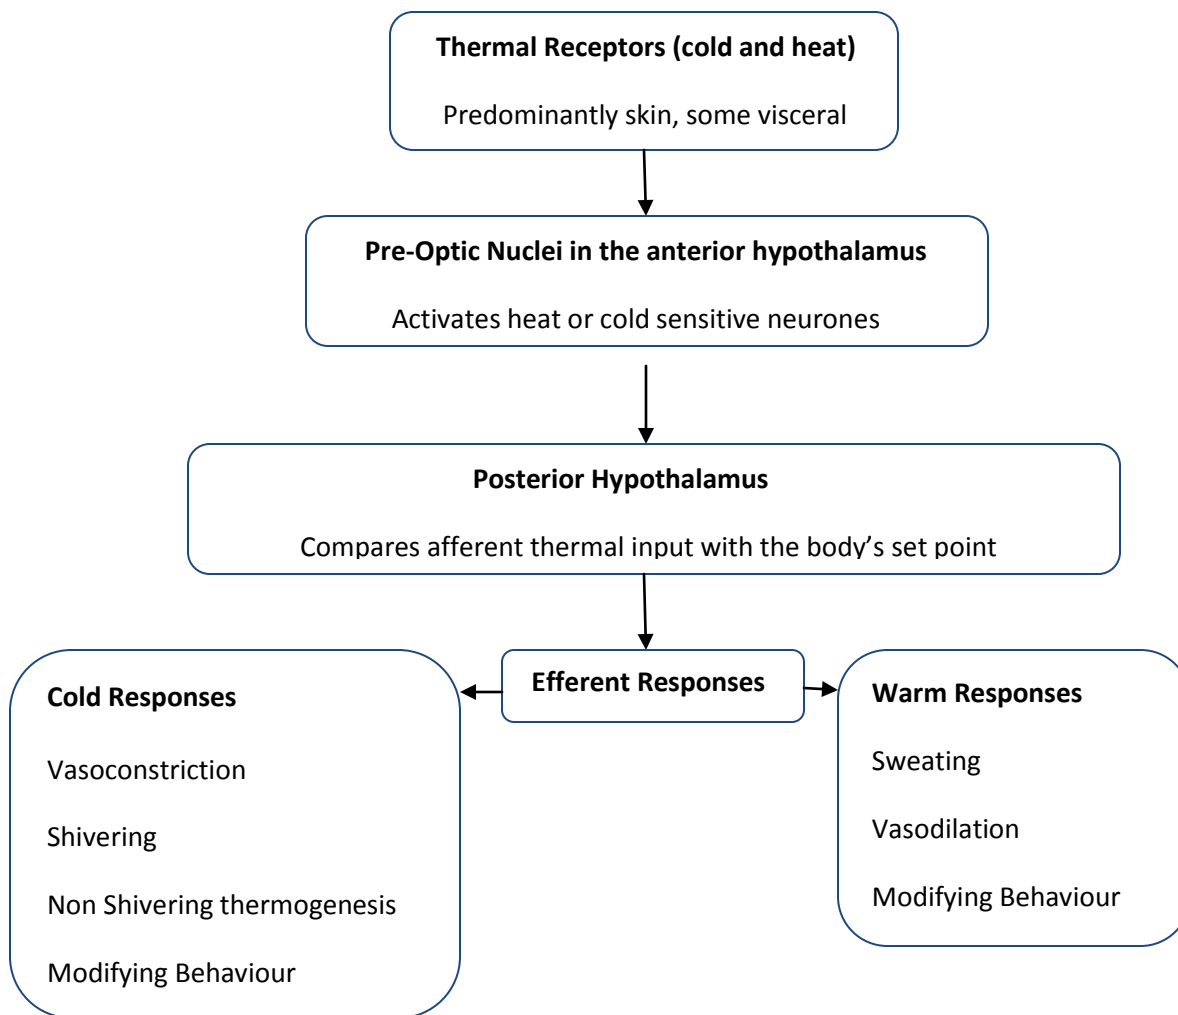 Thermal Receptors (cold and heat)
Predominantly skin, some visceral
Pre-Optic Nuclei in the anterior hypothalamus
Activates heat or cold sensitive neurones
Posterior Hypothalamus
Compares afferent thermal input with the body’s set point
Efferent Responses
Cold Responses
Vasoconstriction
Shivering
Non Shivering thermogenesis
Modifying Behaviour
Warm Responses
Sweating
Vasodilation
Modifying Behaviour